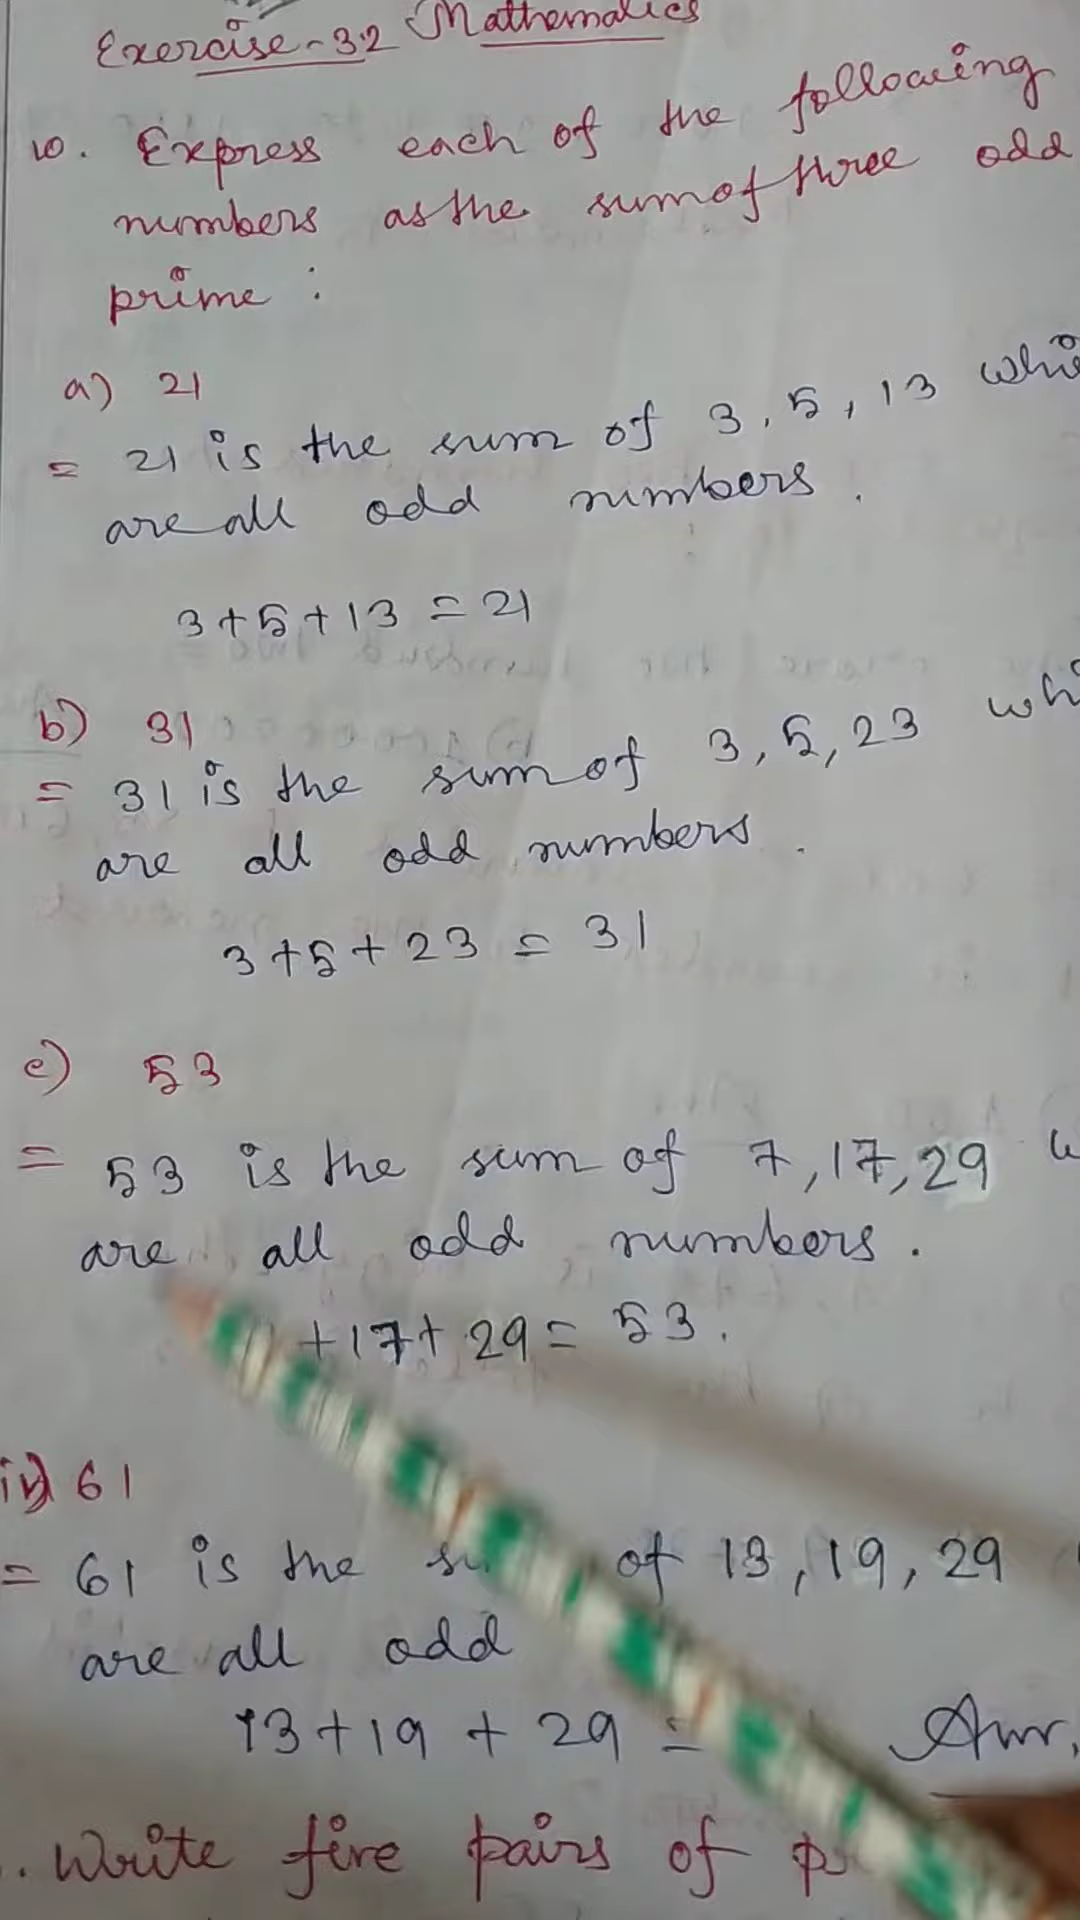 Exercise-3.2 Mathematics
10. Express each of the following
numbers as the sum of three odd
prime :
a) 21
= 21 is the sum of 3, 5, 13
are all odd numbers.
3+5+13 = 21
b) 31
= 31 is the sum of 3, 5, 23
are all odd numbers.
3+5+23 = 31
c) 53
= 53 is the sum of 7, 17, 29
are all odd numbers.
+17+29 = 53.
iv) 61
= 61 is the of 13, 19, 29
are all odd
13+19+29 = Ans.
Write five pairs of